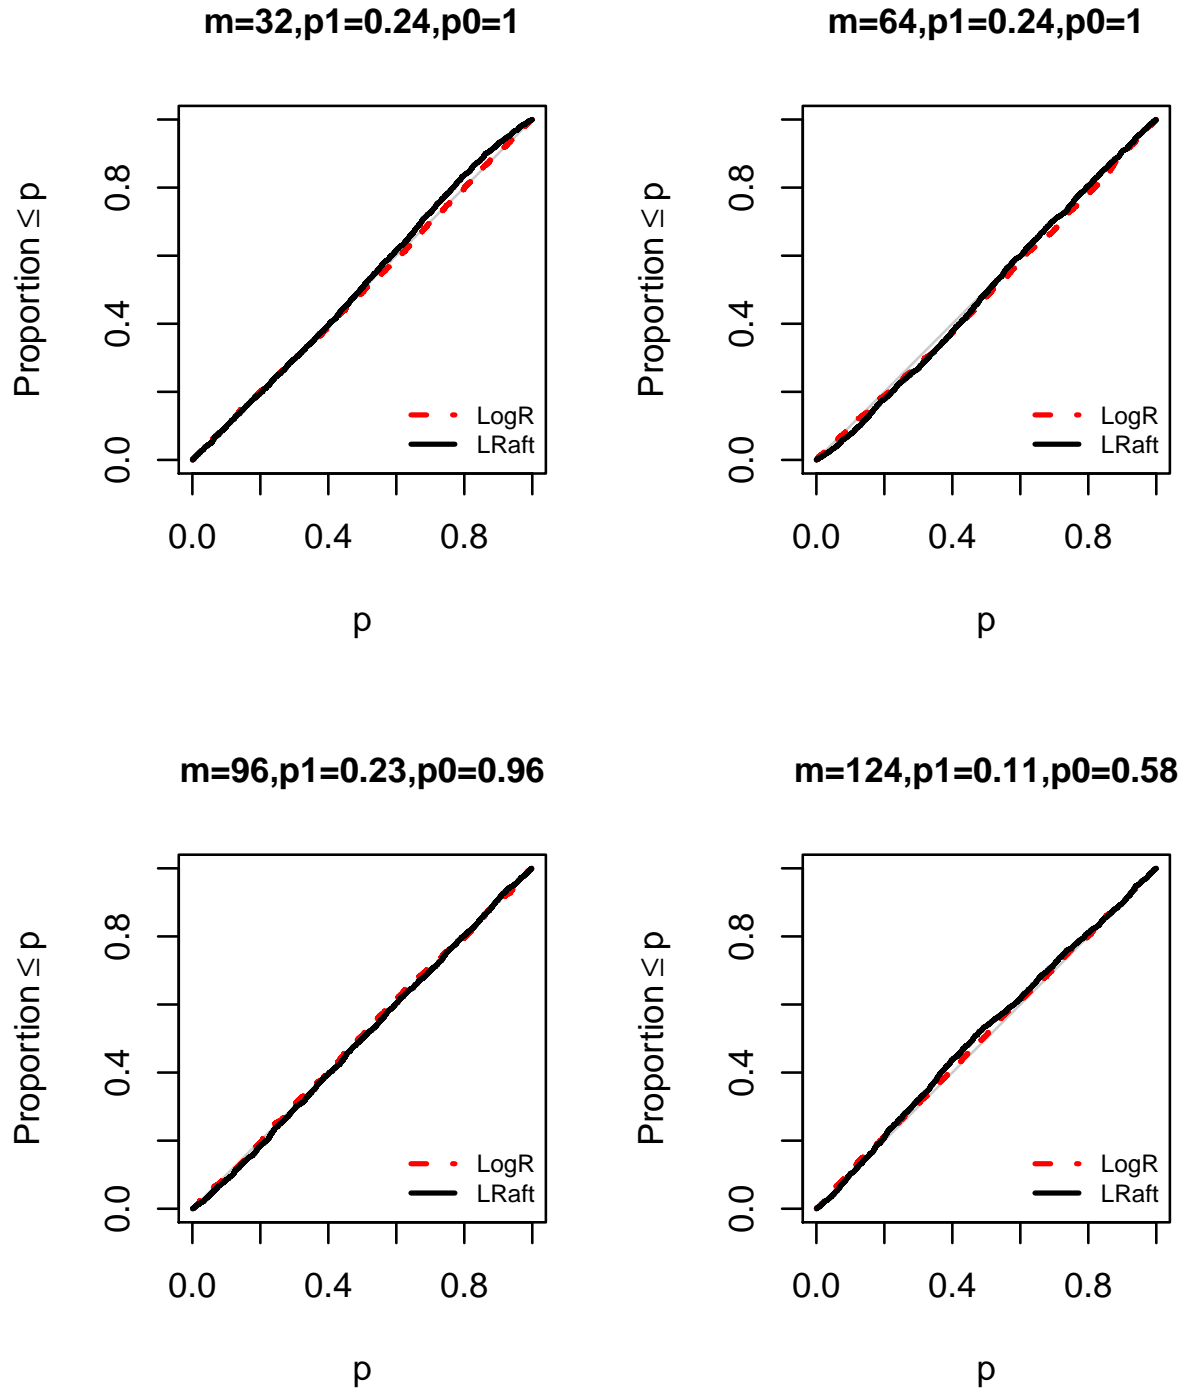 m=32,p1=0.24,p0=1
Proportion ≤ p
0.0 0.4 0.8
LogR
LRaft
0.0 0.4 0.8
p
m=64,p1=0.24,p0=1
Proportion ≤ p
0.0 0.4 0.8
LogR
LRaft
0.0 0.4 0.8
p
m=96,p1=0.23,p0=0.96
Proportion ≤ p
0.0 0.4 0.8
LogR
LRaft
0.0 0.4 0.8
p
m=124,p1=0.11,p0=0.58
Proportion ≤ p
0.0 0.4 0.8
LogR
LRaft
0.0 0.4 0.8
p